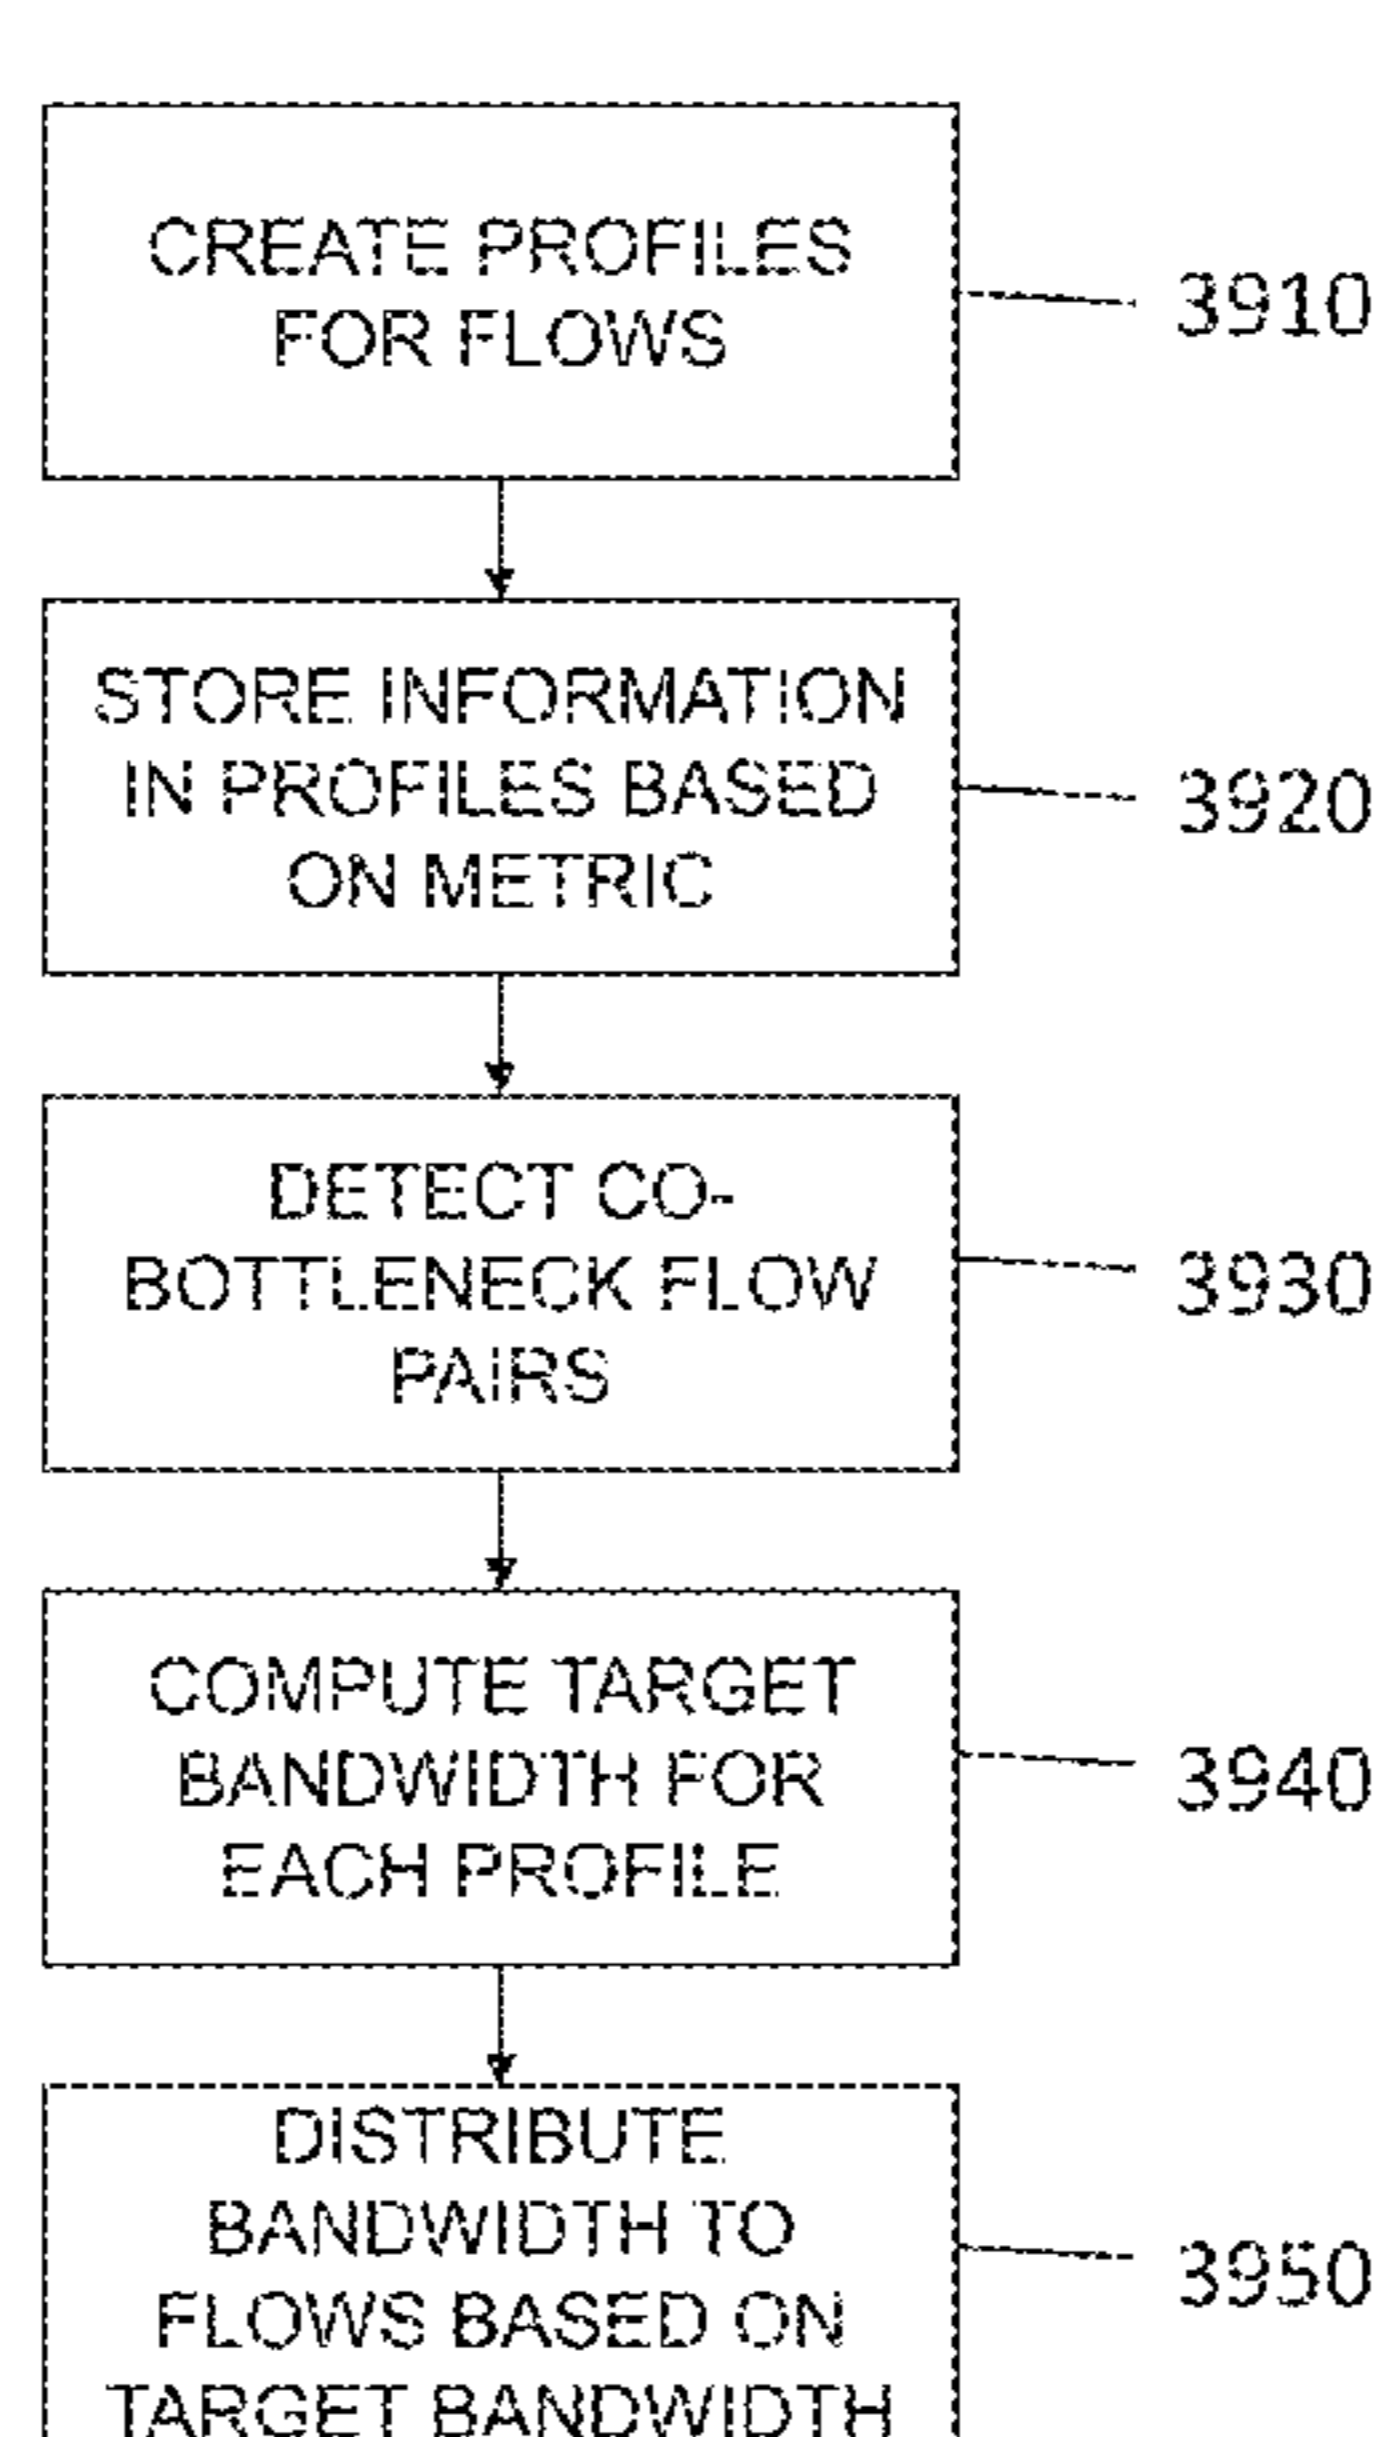 CREATE PROFILES
FOR FLOWS
3910
STORE INFORMATION
IN PROFILES BASED
ON METRIC
3920
DETECT CO-
BOTTLENECK FLOW
PAIRS
3930
COMPUTE TARGET
BANDWIDTH FOR
EACH PROFILE
3940
DISTRIBUTE
BANDWIDTH TO
FLOWS BASED ON
TARGET BANDWIDTH
3950